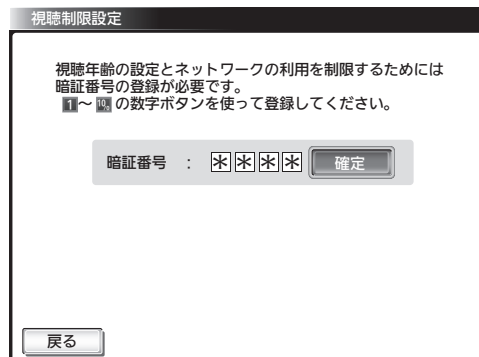 視聴制限設定
視聴年齢の設定とネットワークの利用を制限するためには
暗証番号の登録が必要です。
1〜10 の数字ボタンを使って登録してください。
暗証番号 : ＊＊＊＊ 確定
戻る